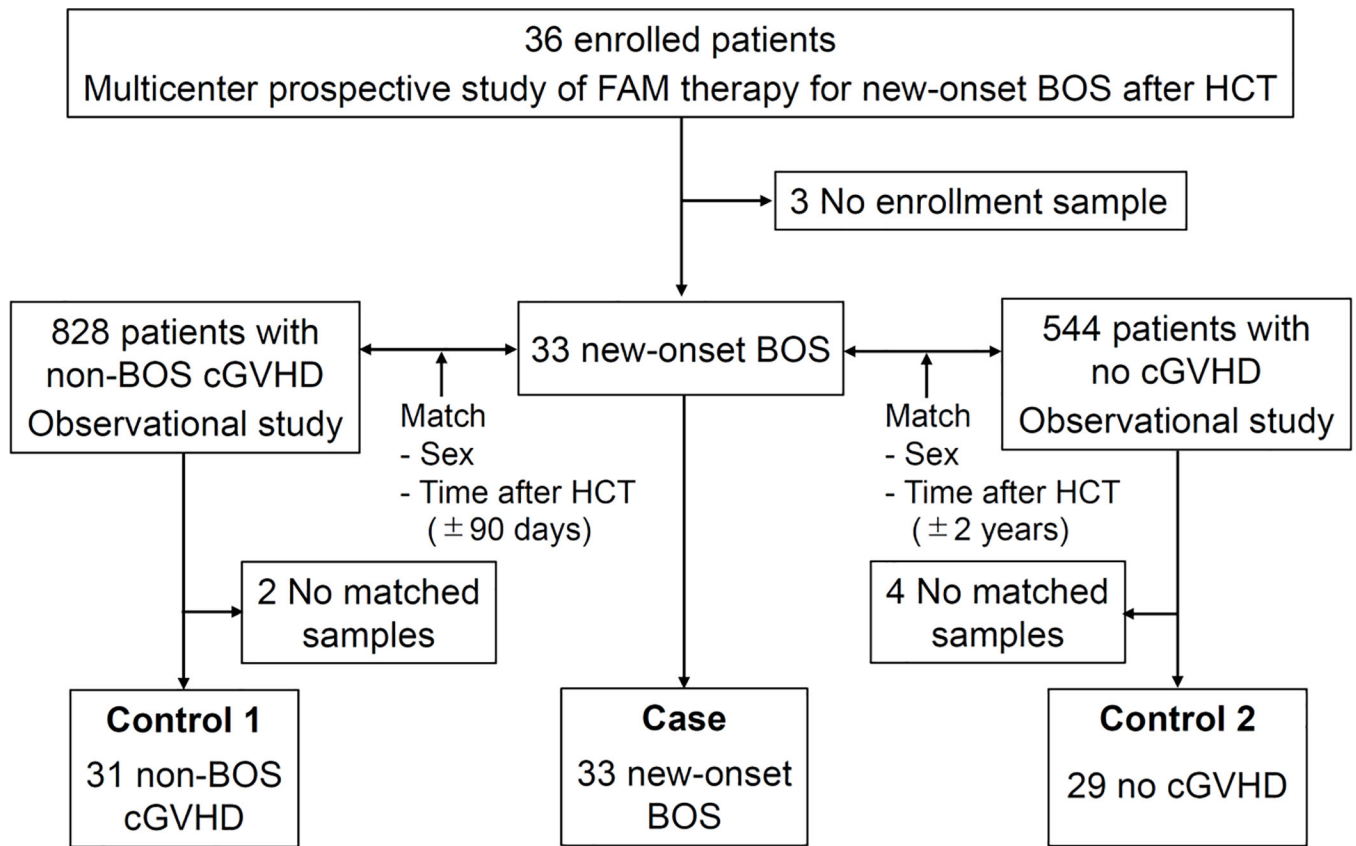 36 enrolled patients
Multicenter prospective study of FAM therapy for new-onset BOS after HCT
3 No enrollment sample
828 patients with
non-BOS cGVHD
Observational study
Match
- Sex
- Time after HCT
(±90 days)
33 new-onset BOS
Match
- Sex
- Time after HCT
(±2 years)
544 patients with
no cGVHD
Observational study
2 No matched
samples
4 No matched
samples
Control 1
31 non-BOS
cGVHD
Case
33 new-onset
BOS
Control 2
29 no cGVHD